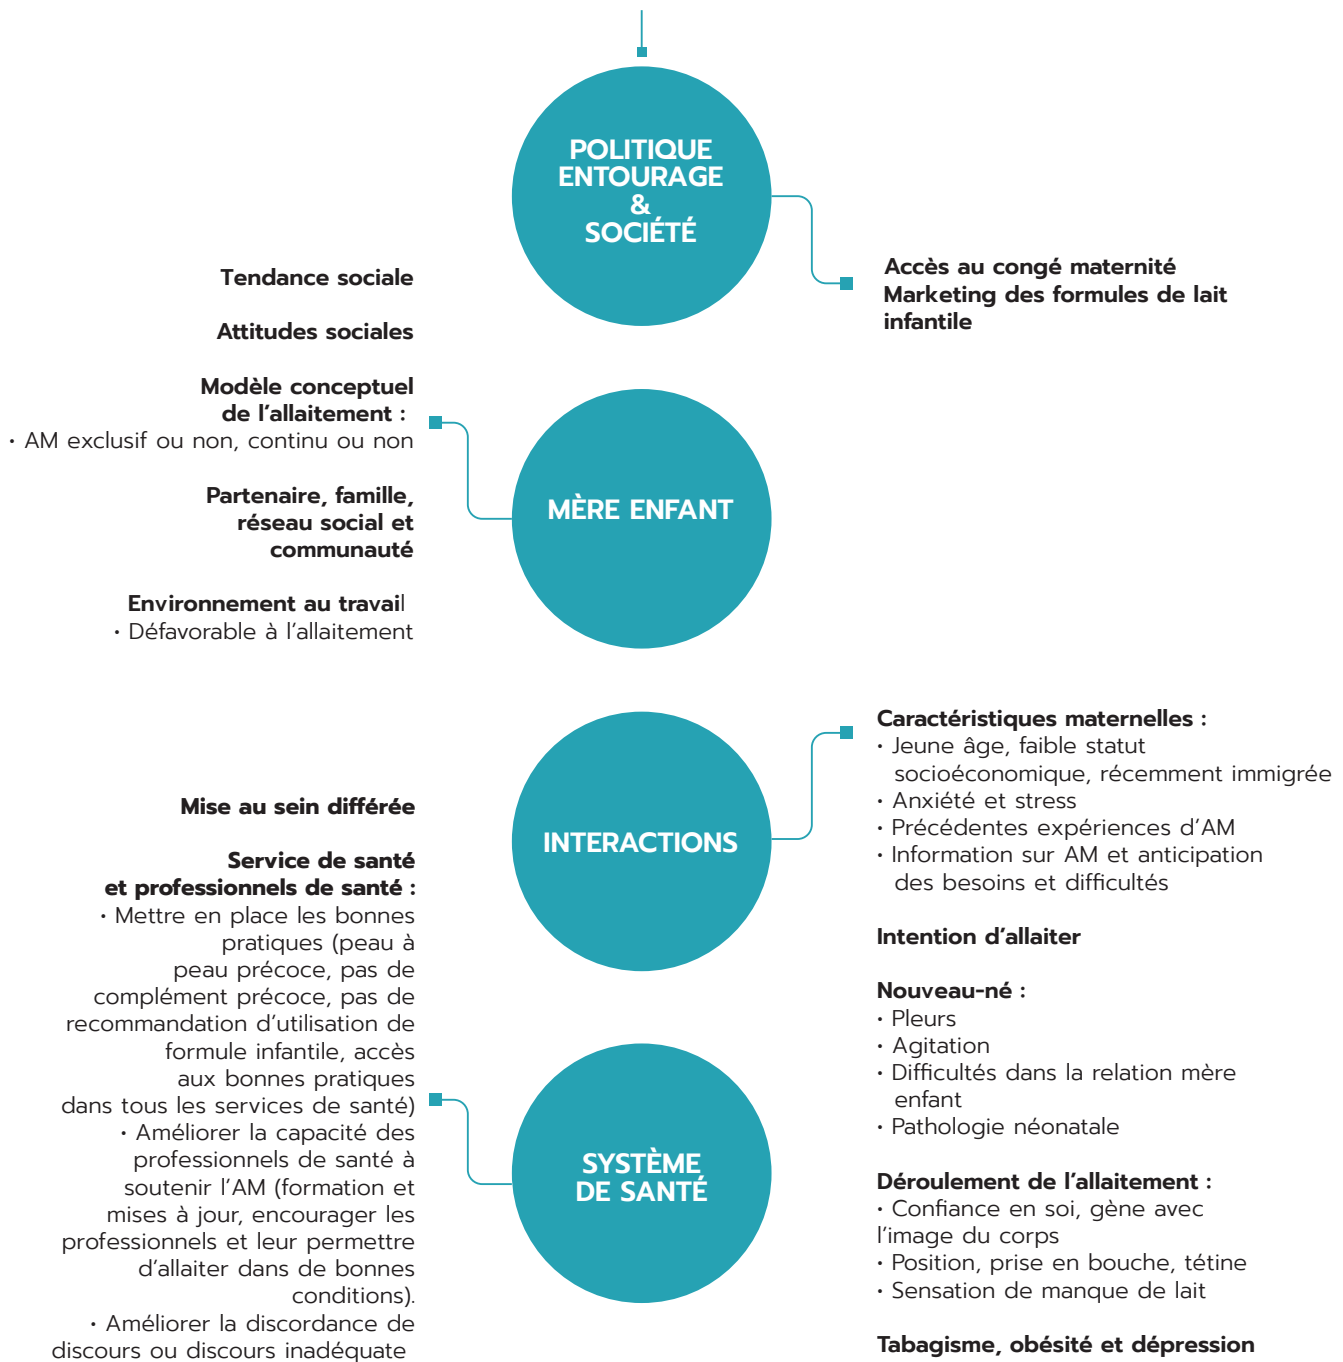 POLITIQUE
ENTOURAGE
&
SOCIÉTÉ
Accès au congé maternité
Marketing des formules de lait
infantile
Tendance sociale
Attitudes sociales
Modèle conceptuel
de l’allaitement :
• AM exclusif ou non, continu ou non
Partenaire, famille,
réseau social et
communauté
Environnement au travail
• Défavorable à l’allaitement
MÈRE ENFANT
INTERACTIONS
Caractéristiques maternelles :
• Jeune âge, faible statut
socioéconomique, récemment immigrée
• Anxiété et stress
• Précédentes expériences d’AM
• Information sur AM et anticipation
des besoins et difficultés
Intention d’allaiter
Nouveau-né :
• Pleurs
• Agitation
• Difficultés dans la relation mère
enfant
• Pathologie néonatale
Déroulement de l’allaitement :
• Confiance en soi, gène avec
l’image du corps
• Position, prise en bouche, tétine
• Sensation de manque de lait
Tabagisme, obésité et dépression
Mise au sein différée
Service de santé
et professionnels de santé :
• Mettre en place les bonnes
pratiques (peau à
peau précoce, pas de
complément précoce, pas de
recommandation d’utilisation de
formule infantile, accès
aux bonnes pratiques
dans tous les services de santé)
• Améliorer la capacité des
professionnels de santé à
soutenir l’AM (formation et
mises à jour, encourager les
professionnels et leur permettre
d’allaiter dans de bonnes
conditions).
• Améliorer la discordance de
discours ou discours inadéquate
SYSTÈME
DE SANTÉ